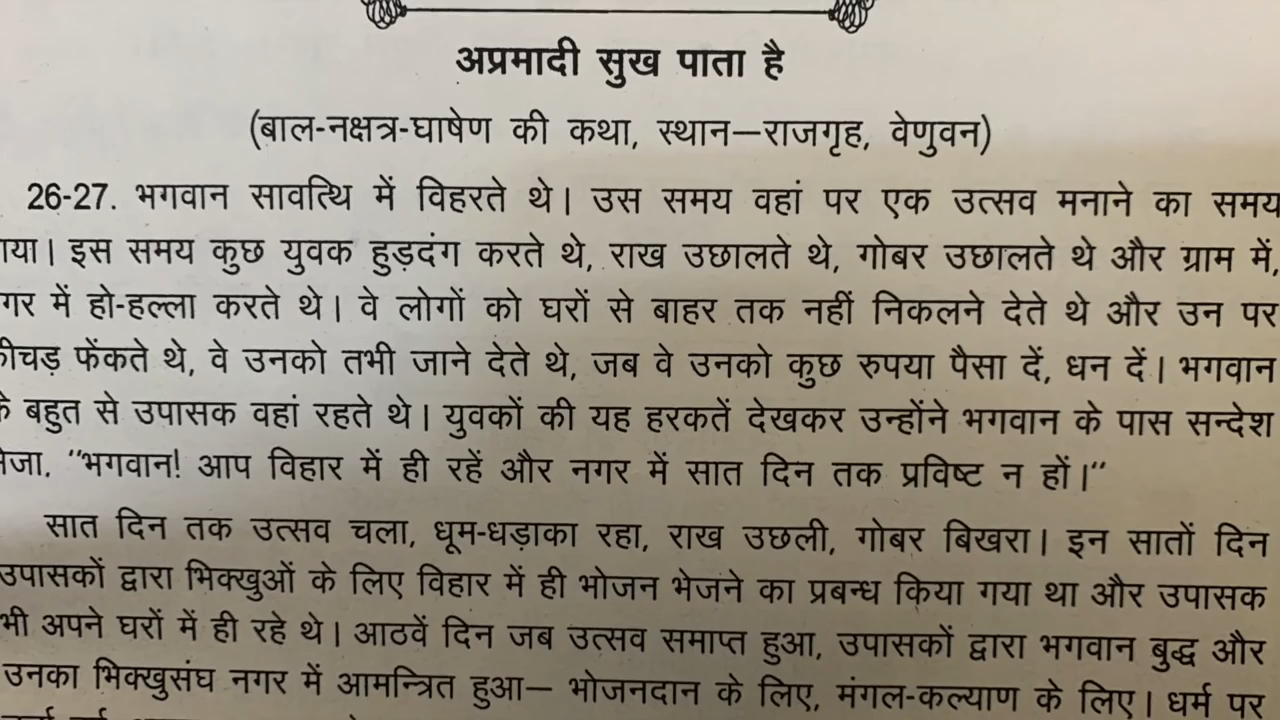 अप्रमादी सुख पाता है
(बाल-नक्षत्र-घाषेण की कथा, स्थान—राजगृह, वेणुवन)
26-27. भगवान सावत्थि में विहरते थे। उस समय वहां पर एक उत्सव मनाने का समय
इस समय कुछ युवक हुड़दंग करते थे, राख उछालते थे, गोबर उछालते थे और ग्राम में,
में हो-हल्ला करते थे। वे लोगों को घरों से बाहर तक नहीं निकलने देते थे और उन पर
फेंकते थे, वे उनको तभी जाने देते थे, जब वे उनको कुछ रुपया पैसा दें, धन दें। भगवान
बहुत से उपासक वहां रहते थे। युवकों की यह हरकतें देखकर उन्होंने भगवान के पास सन्देश
"भगवान! आप विहार में ही रहें और नगर में सात दिन तक प्रविष्ट न हों।"
सात दिन तक उत्सव चला, धूम-धड़ाका रहा, राख उछली, गोबर बिखरा। इन सातों दिन
उपासकों द्वारा भिक्खुओं के लिए विहार में ही भोजन भेजने का प्रबन्ध किया गया था और उपासक
भी अपने घरों में ही रहे थे। आठवें दिन जब उत्सव समाप्त हुआ, उपासकों द्वारा भगवान बुद्ध और
उनका भिक्खुसंघ नगर में आमन्त्रित हुआ— भोजनदान के लिए, मंगल-कल्याण के लिए। धर्म पर